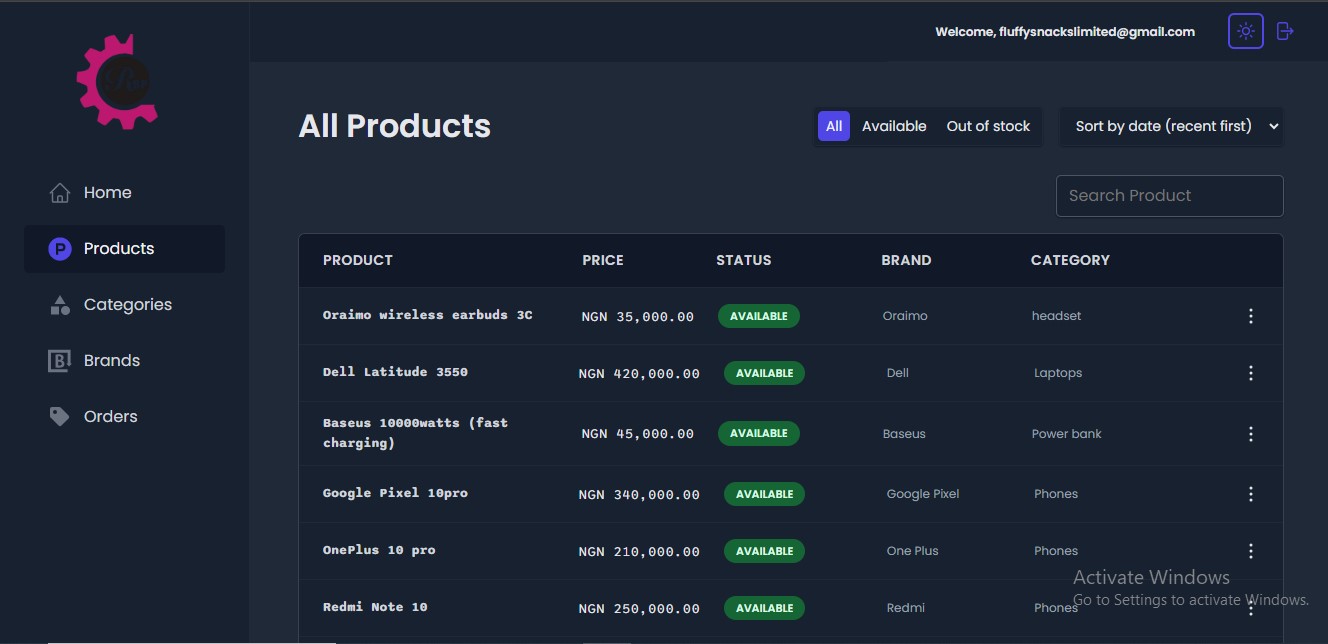 Welcome, fluffysnackslimited@gmail.com
All Products
All Available Out of stock
Sort by date (recent first)
Search Product
Home
P Products
Categories
B Brands
Orders
PRODUCT PRICE STATUS BRAND CATEGORY
Oraimo wireless earbuds 3C NGN 35,000.00 AVAILABLE Oraimo headset
Dell Latitude 3550 NGN 420,000.00 AVAILABLE Dell Laptops
Baseus 10000watts (fast
charging) NGN 45,000.00 AVAILABLE Baseus Power bank
Google Pixel 10pro NGN 340,000.00 AVAILABLE Google Pixel Phones
OnePlus 10 pro NGN 210,000.00 AVAILABLE One Plus Phones
Redmi Note 10 NGN 250,000.00 AVAILABLE Redmi Phones
Activate Windows
Go to Settings to activate Windows.